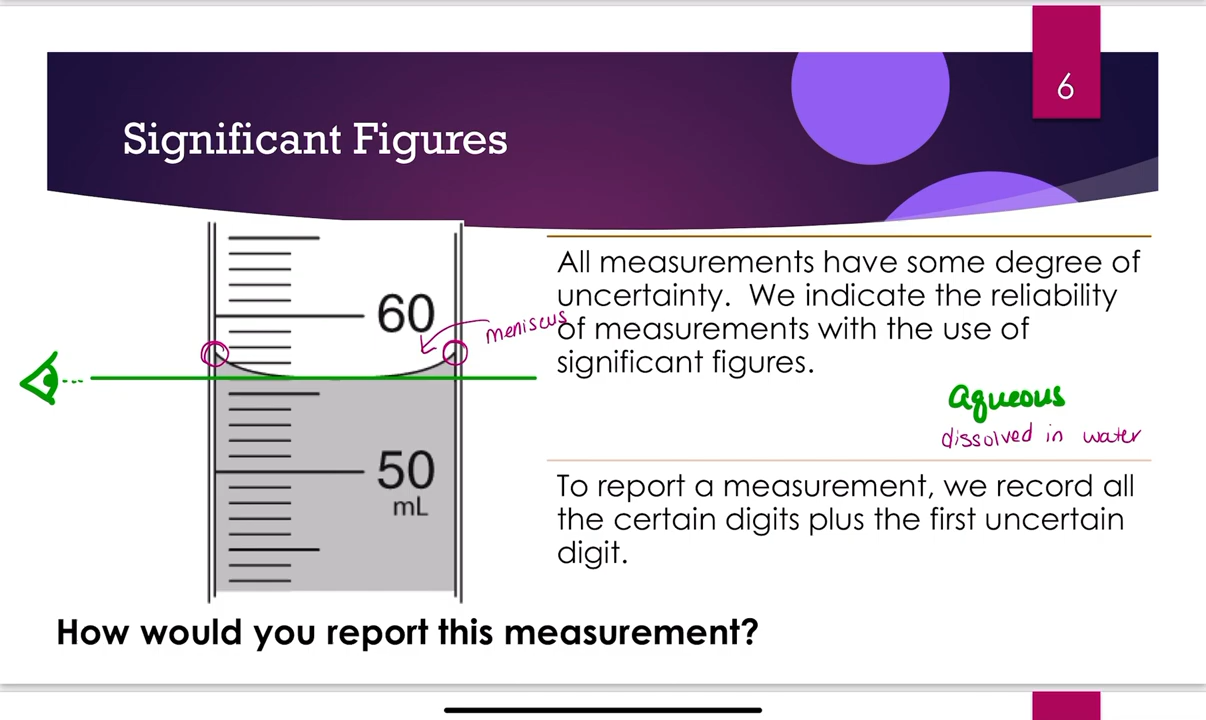 6
Significant Figures
60
meniscus
50
mL
All measurements have some degree of
uncertainty. We indicate the reliability
of measurements with the use of
significant figures.
Aqueous
dissolved in water
To report a measurement, we record all
the certain digits plus the first uncertain
digit.
How would you report this measurement?